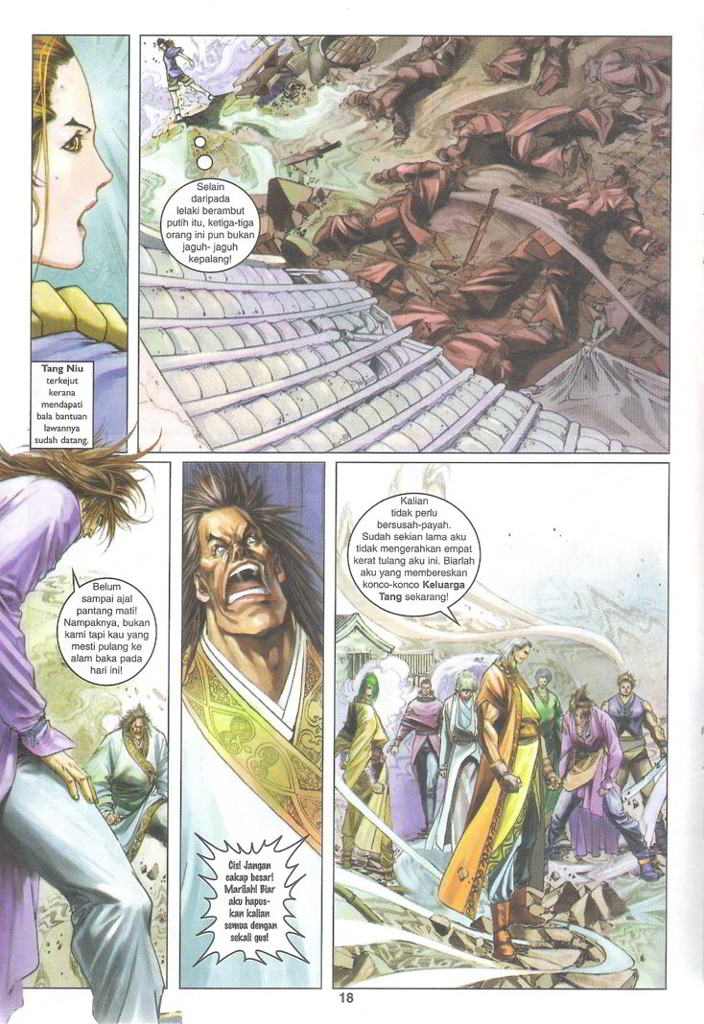 Selain
daripada
lelaki berambut
putih itu, ketiga-tiga
orang ini pun bukan
jaguh- jaguh
kepalang!
Tang Niu
terkejut
kerana
mendapati
bala bantuan
lawannya
sudah datang.
Belum
sampai ajal
pantang mati!
Nampaknya, bukan
kami tapi kau yang
mesti pulang ke
alam baka pada
hari ini!
Cis! Jangan
cakap besar!
Marilah! Biar
aku hapus-
kan kalian
semua dengan
sekali gus!
Kalian
tidak perlu
bersusah-payah.
Sudah sekian lama aku
tidak mengerahkan empat
kerat tulang aku ini. Biarlah
aku yang membereskan
konco-konco Keluarga
Tang sekarang!
18